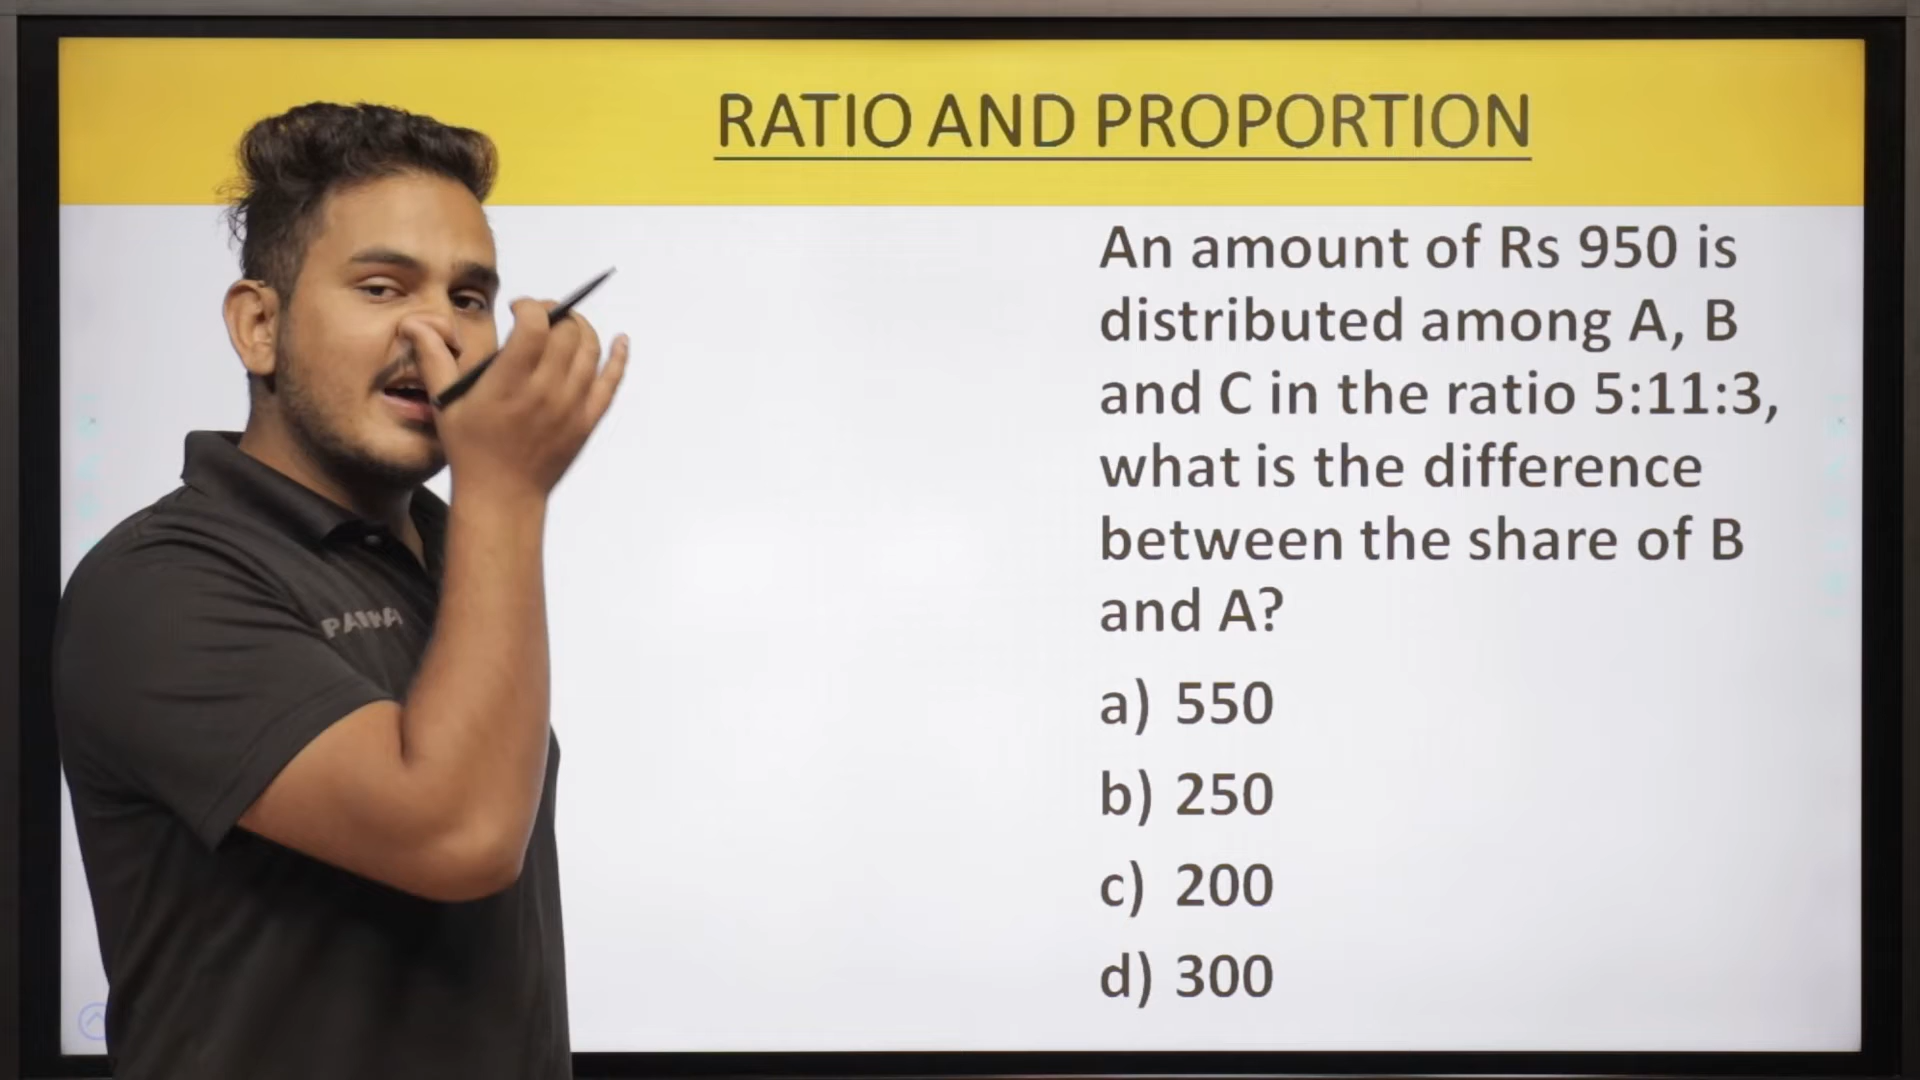 RATIO AND PROPORTION
An amount of Rs 950 is
distributed among A, B
and C in the ratio 5:11:3,
what is the difference
between the share of B
and A?
a) 550
b) 250
c) 200
d) 300